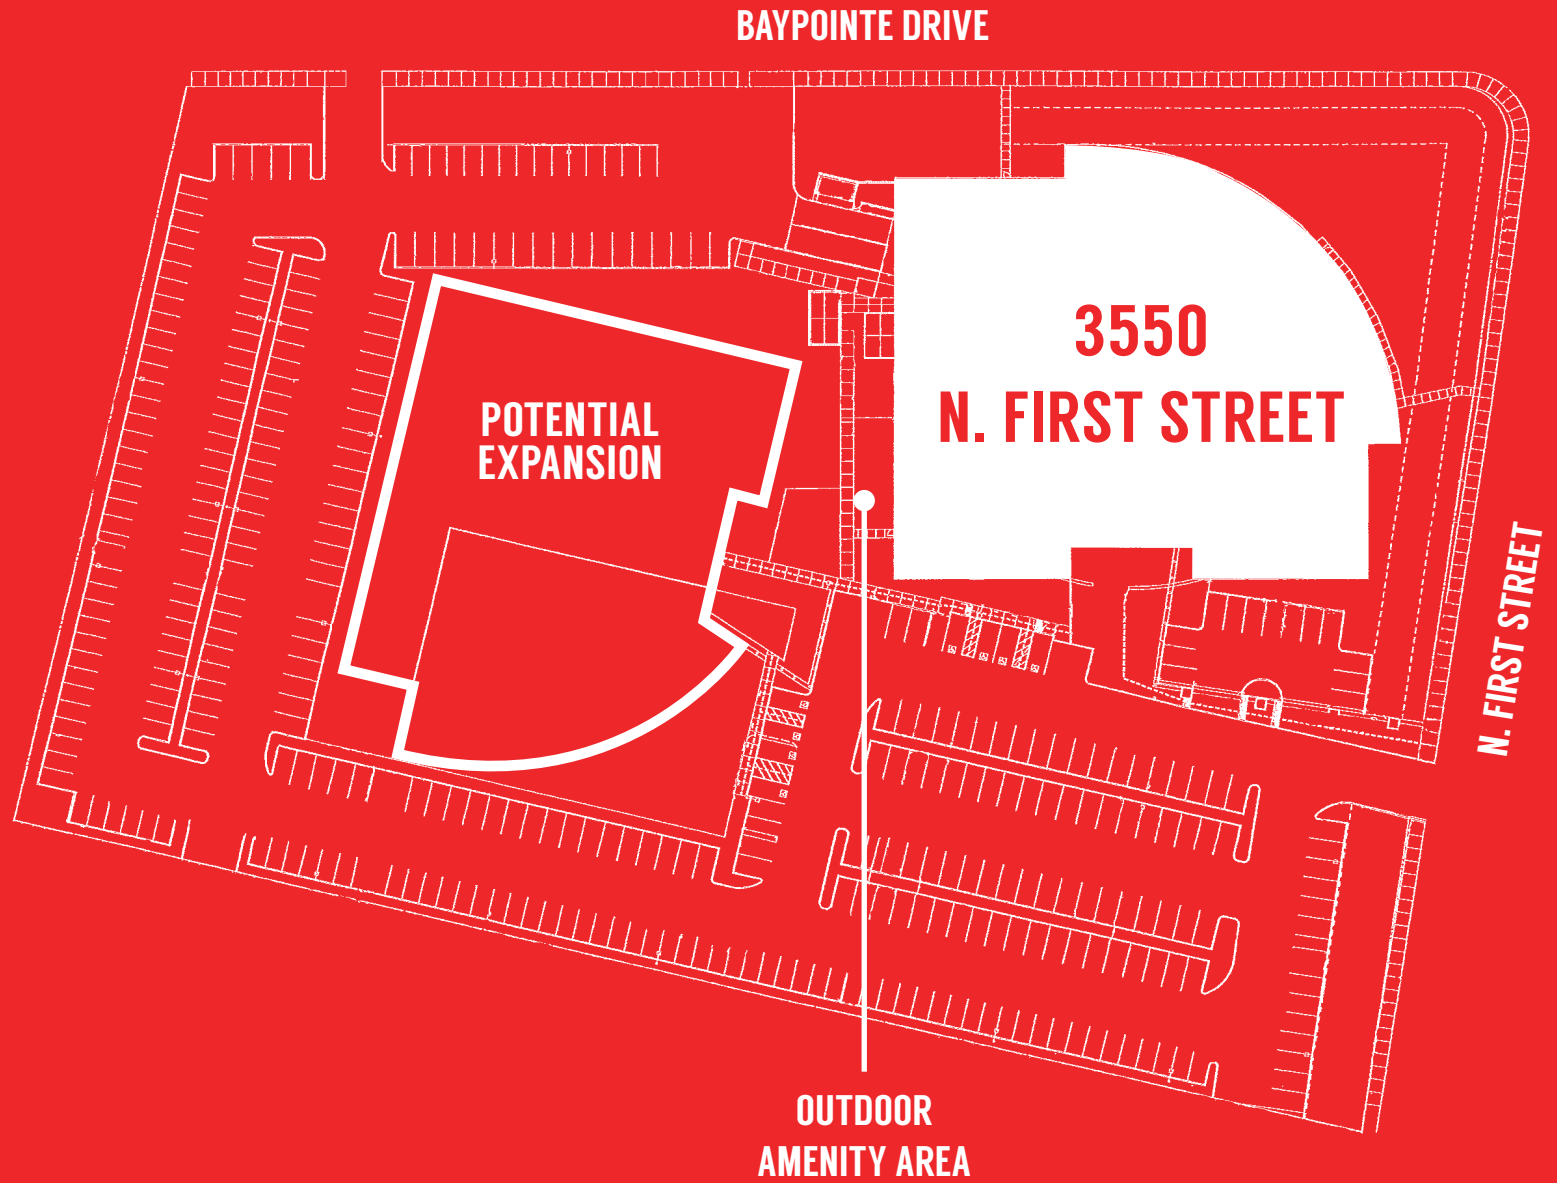 BAYPOINTE DRIVE
3550
N. FIRST STREET
POTENTIAL
EXPANSION
N. FIRST STREET
OUTDOOR
AMENITY AREA